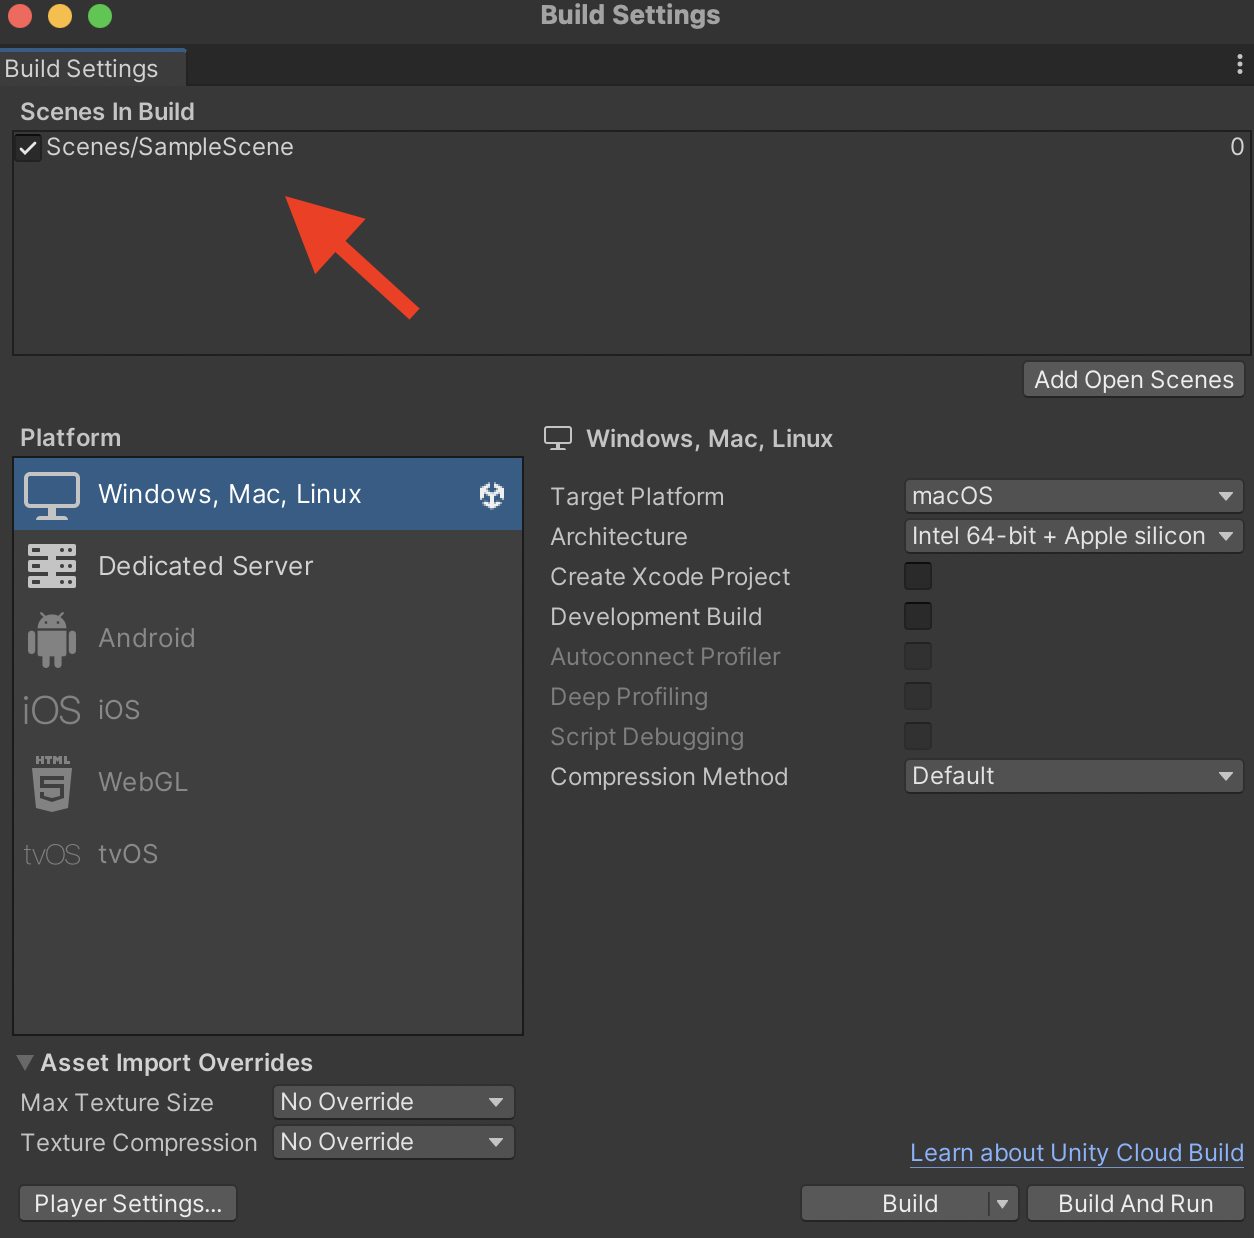 Build Settings
Build Settings
Scenes In Build
Scenes/SampleScene 0
Add Open Scenes
Platform
Windows, Mac, Linux
Dedicated Server
Android
iOS iOS
HTML
5 WebGL
tvOS tvOS
Windows, Mac, Linux
Target Platform macOS
Architecture Intel 64-bit + Apple silicon
Create Xcode Project
Development Build
Autoconnect Profiler
Deep Profiling
Script Debugging
Compression Method Default
Asset Import Overrides
Max Texture Size No Override
Texture Compression No Override
Learn about Unity Cloud Build
Player Settings... Build Build And Run